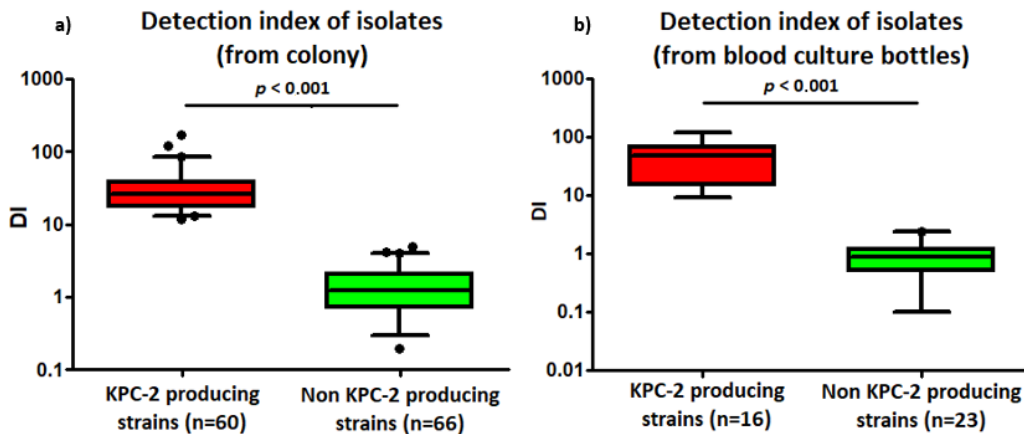 a)
Detection index of isolates
(from colony)
p < 0.001
1000
100
10
1
0.1
DI
KPC-2 producing
strains (n=60)
Non KPC-2 producing
strains (n=66)
b)
Detection index of isolates
(from blood culture bottles)
p < 0.001
1000
100
10
1
0.1
0.01
DI
KPC-2 producing
strains (n=16)
Non KPC-2 producing
strains (n=23)